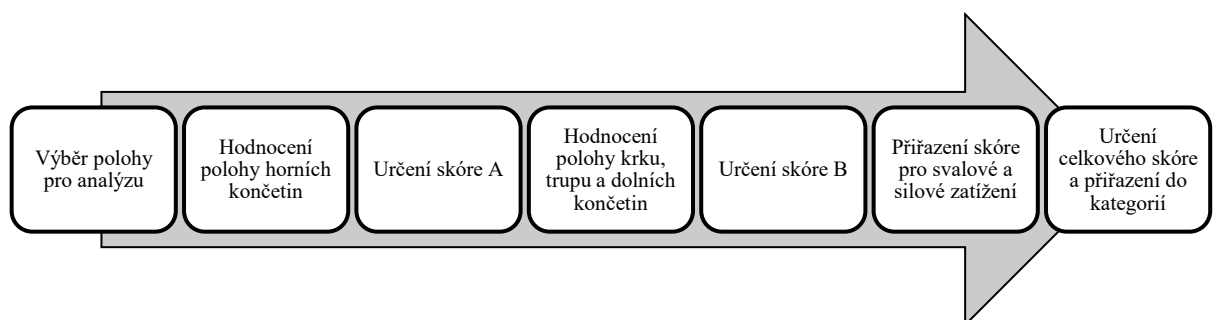 Výběr polohy
pro analýzu
Hodnocení
polohy horních
končetin
Určení skóre A
Hodnocení
polohy krku,
trupu a dolních
končetin
Určení skóre B
Přiřazení skóre
pro svalové a
silové zatížení
Určení
celkového skóre
a přiřazení do
kategorií